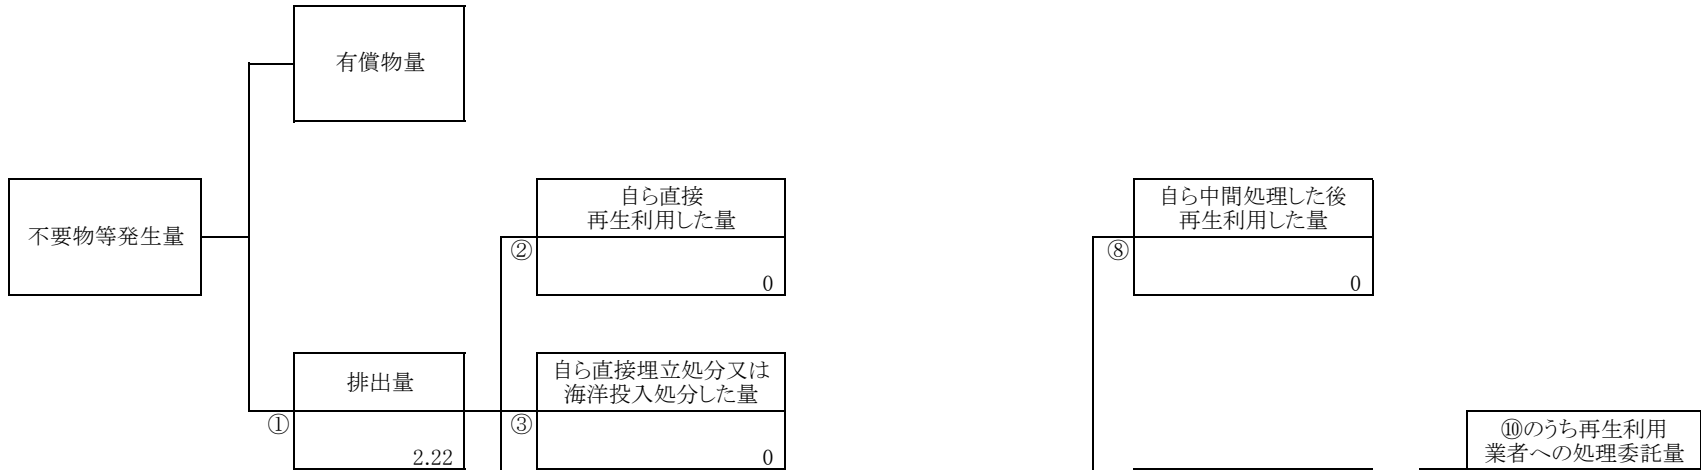 有償物量
不要物等発生量
自ら直接
再生利用した量
②
0
自ら中間処理した後
再生利用した量
⑧
0
排出量
①
2.22
自ら直接埋立処分又は
海洋投入処分した量
③
0
⑩のうち再生利用
業者への処理委託量